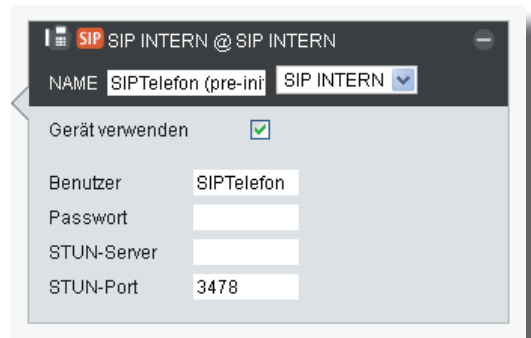 SIP SIP INTERN @ SIP INTERN
NAME SIPTelefon (pre-init SIP INTERN
Gerät verwenden
Benutzer SIPTelefon
Passwort
STUN-Server
STUN-Port 3478